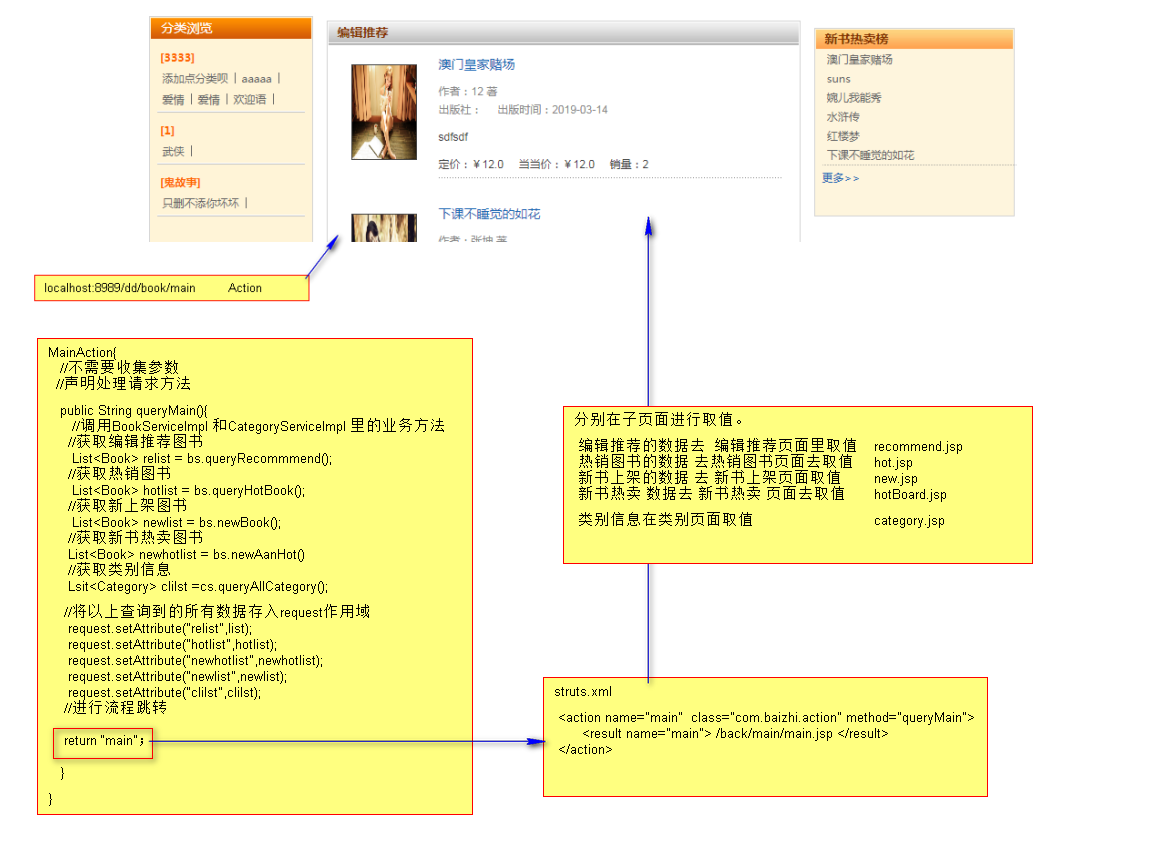 分类浏览
[3333]
添加点分类呗 | aaaaa |
爱情 | 爱情 | 欢迎语 |
[1]
武侠 |
[鬼故事]
只删不添你坏坏 |
编辑推荐
澳门皇家赌场
作者：12 著
出版社： 出版时间：2019-03-14
sdfsdf
定价：￥12.0 当当价：￥12.0 销量：2
下课不睡觉的如花
作者：张坤 著
新书热卖榜
澳门皇家赌场
suns
婉儿我能秀
水浒传
红楼梦
下课不睡觉的如花
更多>>
localhost:8989/dd/book/main Action
MainAction{
//不需要收集参数
//声明处理请求方法
public String queryMain(){
//调用BookServiceImpl 和CategoryServiceImpl 里的业务方法
//获取编辑推荐图书
List<Book> relist = bs.queryRecommmend();
//获取热销图书
List<Book> hotlist = bs.queryHotBook();
//获取新上架图书
List<Book> newlist = bs.newBook();
//获取新书热卖图书
List<Book> newhotlist = bs.newAanHot()
//获取类别信息
Lsit<Category> clilst =cs.queryAllCategory();
//将以上查询到的所有数据存入request作用域
request.setAttribute("relist",list);
request.setAttribute("hotlist",hotlist);
request.setAttribute("newhotlist",newhotlist);
request.setAttribute("newlist",newlist);
request.setAttribute("clilst",clilst);
//进行流程跳转
return "main"；
}
}
分别在子页面进行取值。
编辑推荐的数据去 编辑推荐页面里取值 recommend.jsp
热销图书的数据 去热销图书页面去取值 hot.jsp
新书上架的数据 去 新书上架页面取值 new.jsp
新书热卖 数据去 新书热卖 页面去取值 hotBoard.jsp
类别信息在类别页面取值 category.jsp
struts.xml
<action name="main" class="com.baizhi.action" method="queryMain">
<result name="main"> /back/main/main.jsp </result>
</action>